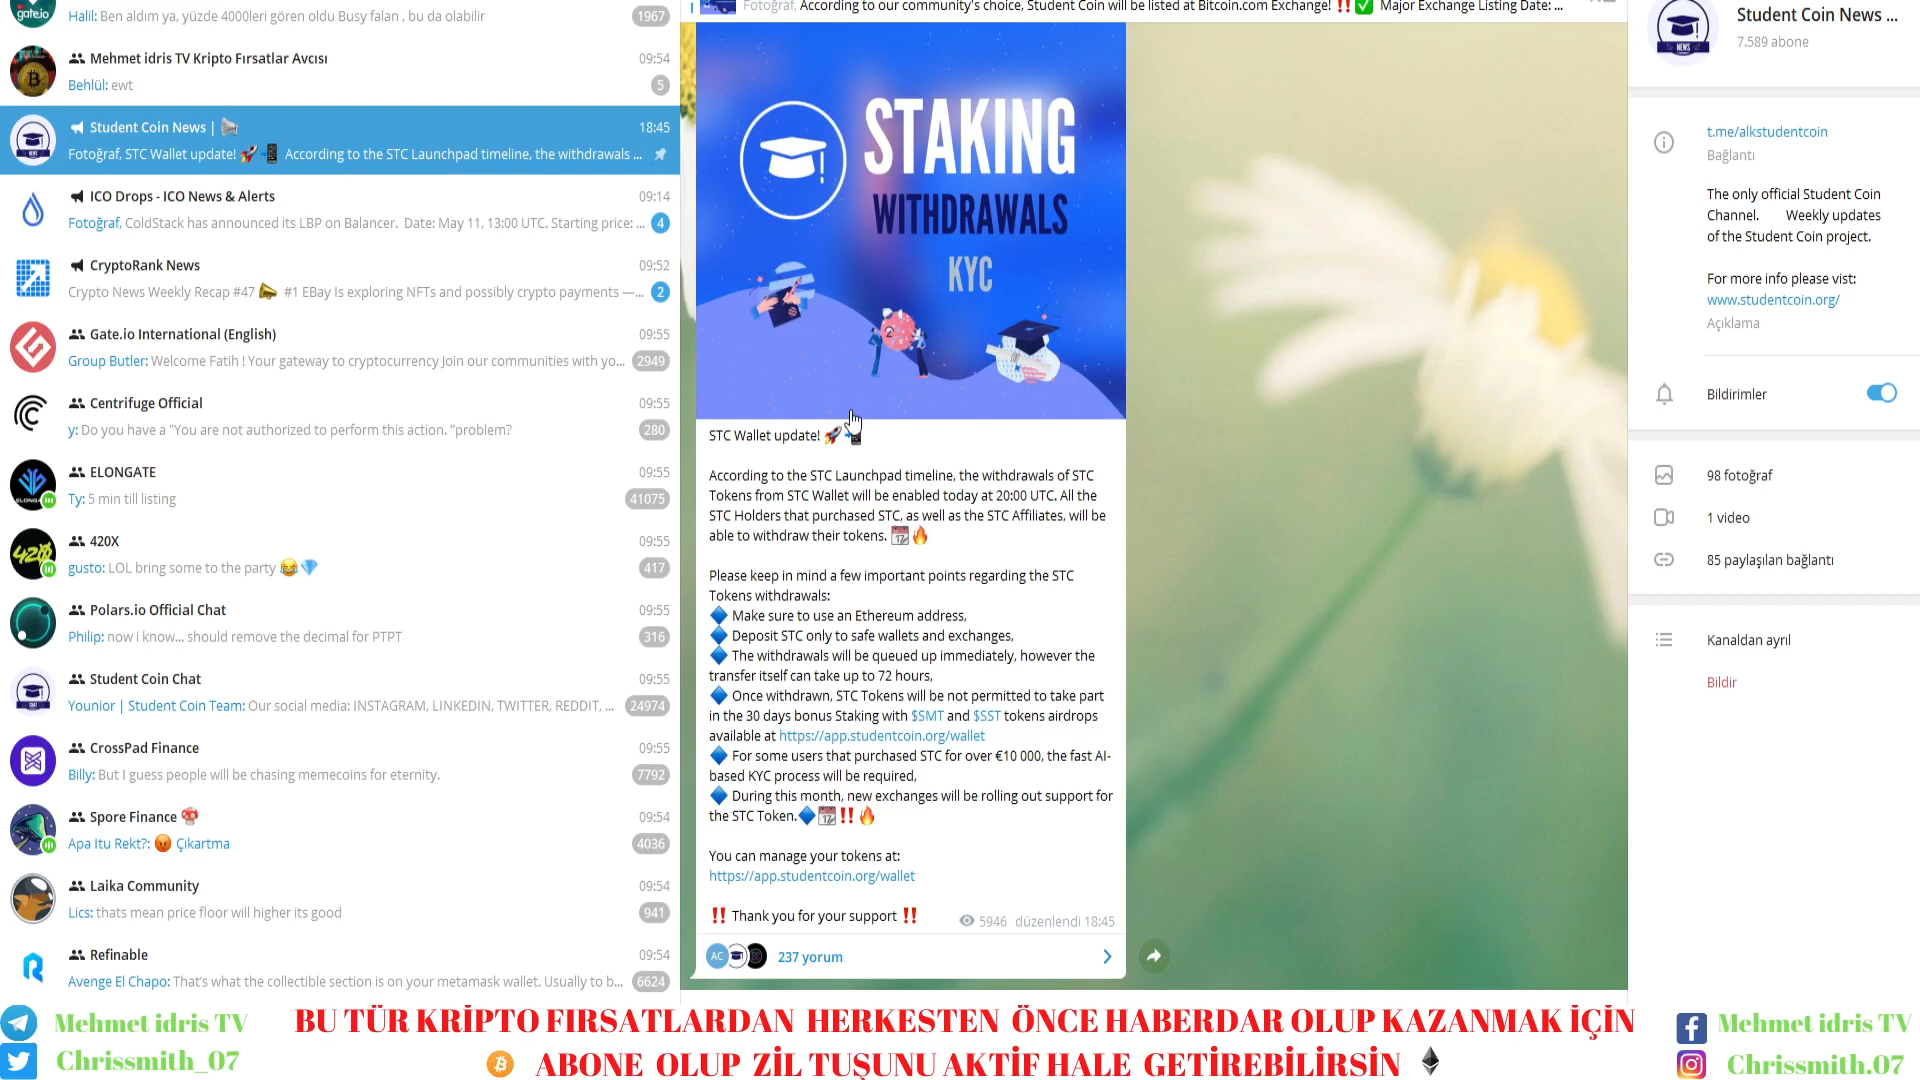 gate.io
Halil: Ben aldım ya, yüzde 4000leri gören oldu Busy falan , bu da olabilir
1967
Mehmet idris TV Kripto Fırsatlar Avcısı
09:54
Behlül: ewt
5
Student Coin News |
18:45
Fotoğraf, STC Wallet update! According to the STC Launchpad timeline, the withdrawals ...
ICO Drops - ICO News & Alerts
09:14
Fotoğraf, ColdStack has announced its LBP on Balancer. Date: May 11, 13:00 UTC. Starting price: ...
4
CryptoRank News
09:52
Crypto News Weekly Recap #47 #1 EBay Is exploring NFTs and possibly crypto payments —...
2
Gate.io International (English)
09:55
Group Butler: Welcome Fatih ! Your gateway to cryptocurrency Join our communities with yo...
2949
Centrifuge Official
09:55
y: Do you have a "You are not authorized to perform this action. "problem?
280
ELONGATE
09:55
Ty: 5 min till listing
41075
420X
09:55
gusto: LOL bring some to the party
417
Polars.io Official Chat
09:55
Philip: now i know... should remove the decimal for PTPT
316
Student Coin Chat
09:55
Younior | Student Coin Team: Our social media: INSTAGRAM, LINKEDIN, TWITTER, REDDIT, ...
24974
CrossPad Finance
09:55
Billy: But I guess people will be chasing memecoins for eternity.
7792
Spore Finance
09:54
Apa Itu Rekt?: Çıkartma
4036
Laika Community
09:54
Lics: thats mean price floor will higher its good
941
Refinable
09:54
Avenge El Chapo: That's what the collectible section is on your metamask wallet. Usually to b...
6624
Fotoğraf, According to our community's choice, Student Coin will be listed at Bitcoin.com Exchange! ‼️✅ Major Exchange Listing Date: ...
STAKING
WITHDRAWALS
KYC
STC Wallet update!
According to the STC Launchpad timeline, the withdrawals of STC
Tokens from STC Wallet will be enabled today at 20:00 UTC. All the
STC Holders that purchased STC, as well as the STC Affiliates, will be
able to withdraw their tokens.
Please keep in mind a few important points regarding the STC
Tokens withdrawals:
Make sure to use an Ethereum address,
Deposit STC only to safe wallets and exchanges,
The withdrawals will be queued up immediately, however the
transfer itself can take up to 72 hours,
Once withdrawn, STC Tokens will be not permitted to take part
in the 30 days bonus Staking with $SMT and $SST tokens airdrops
available at https://app.studentcoin.org/wallet
For some users that purchased STC for over €10 000, the fast AI-
based KYC process will be required,
During this month, new exchanges will be rolling out support for
the STC Token. ‼️
You can manage your tokens at:
https://app.studentcoin.org/wallet
‼️ Thank you for your support ‼️
5946 düzenlendi 18:45
AC
237 yorum
Student Coin News ...
7.589 abone
NEWS
t.me/alkstudentcoin
Bağlantı
The only official Student Coin
Channel. Weekly updates
of the Student Coin project.
For more info please vist:
www.studentcoin.org/
Açıklama
Bildirimler
98 fotoğraf
1 video
85 paylaşılan bağlantı
Kanaldan ayrıl
Bildir
Mehmet idris TV
Chrissmith_07
BU TÜR KRİPTO FIRSATLARDAN HERKESTEN ÖNCE HABERDAR OLUP KAZANMAK İÇİN
ABONE OLUP ZİL TUŞUNU AKTİF HALE GETİREBİLİRSİN
Mehmet idris TV
Chrissmith.07